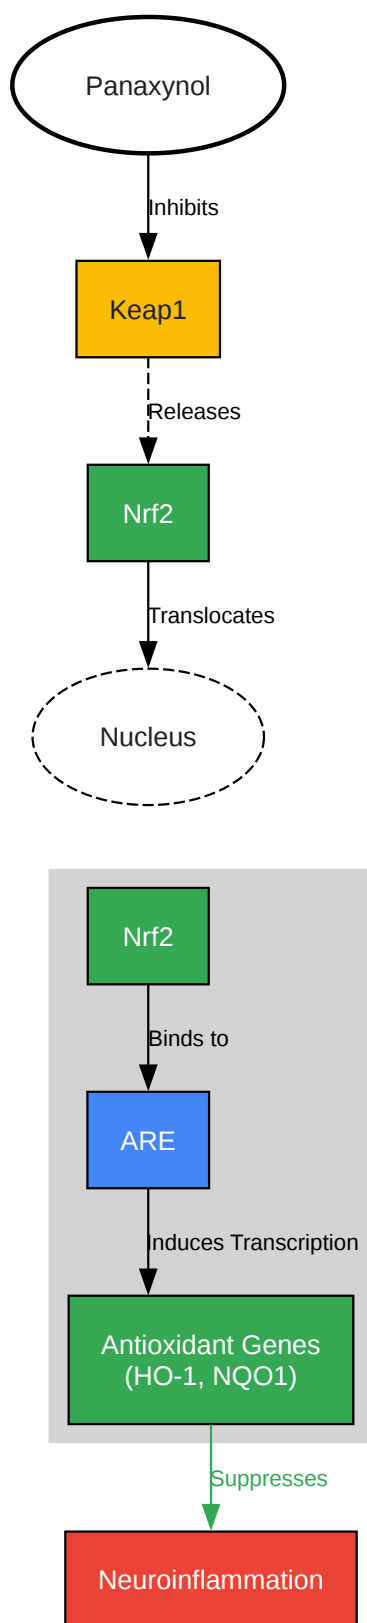 Panaxynol
Inhibits
Keap1
Releases
Nrf2
Translocates
Nucleus
Nrf2
Binds to
ARE
Induces Transcription
Antioxidant Genes
(HO-1, NQO1)
Suppresses
Neuroinflammation